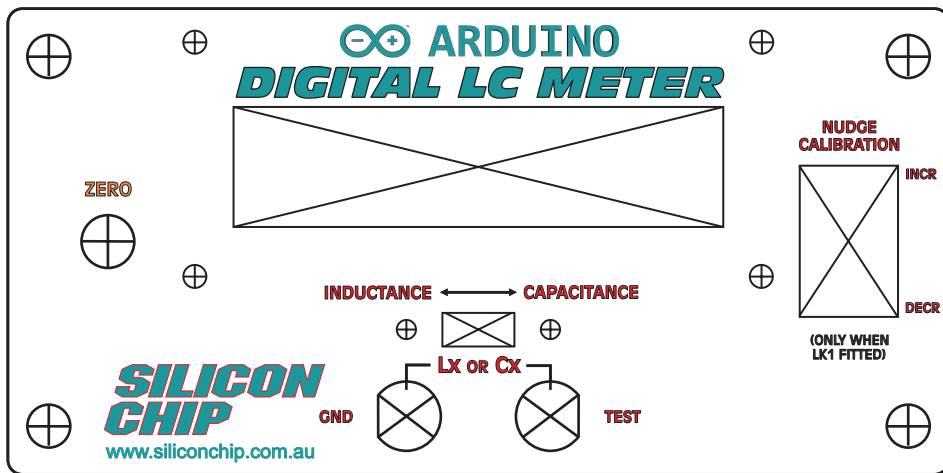 ARDUINO
DIGITAL LC METER
NUDGE
CALIBRATION
INCR
ZERO
INDUCTANCE
CAPACITANCE
DECR
(ONLY WHEN
LK1 FITTED)
LX OR CX
SILICON
CHIP
GND
TEST
www.siliconchip.com.au